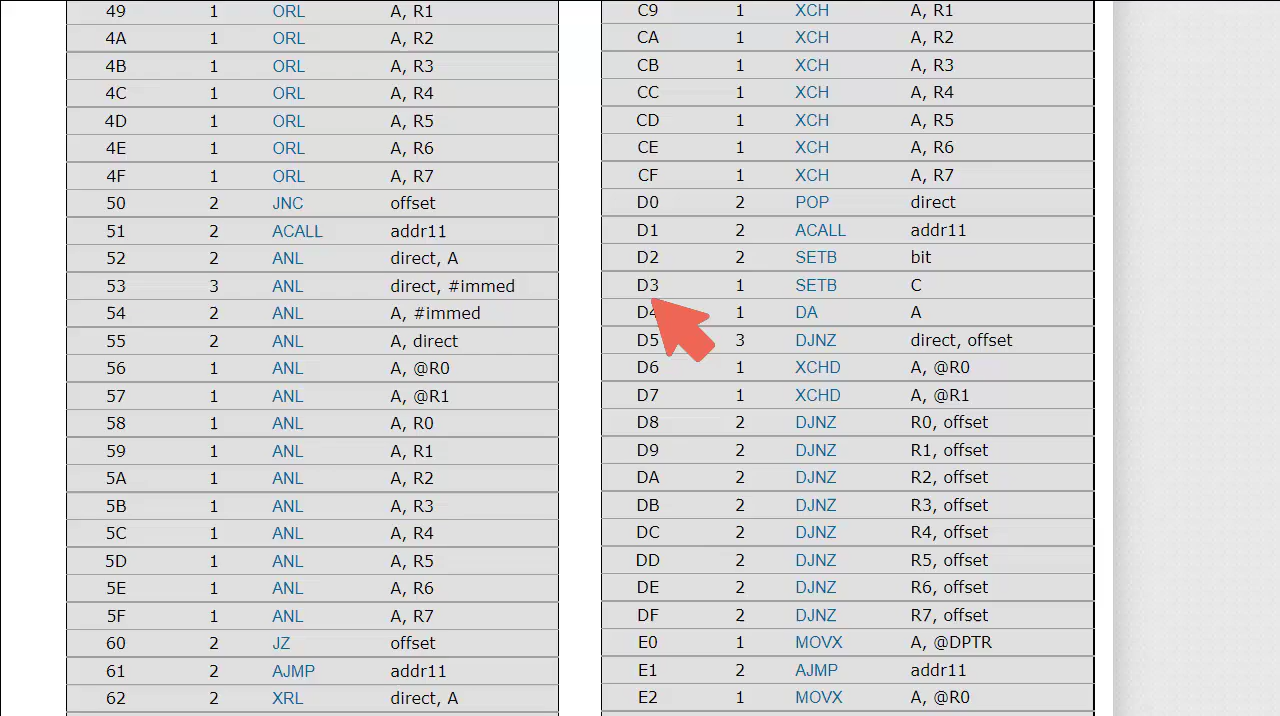 49 1 ORL A, R1
4A 1 ORL A, R2
4B 1 ORL A, R3
4C 1 ORL A, R4
4D 1 ORL A, R5
4E 1 ORL A, R6
4F 1 ORL A, R7
50 2 JNC offset
51 2 ACALL addr11
52 2 ANL direct, A
53 3 ANL direct, #immed
54 2 ANL A, #immed
55 2 ANL A, direct
56 1 ANL A, @R0
57 1 ANL A, @R1
58 1 ANL A, R0
59 1 ANL A, R1
5A 1 ANL A, R2
5B 1 ANL A, R3
5C 1 ANL A, R4
5D 1 ANL A, R5
5E 1 ANL A, R6
5F 1 ANL A, R7
60 2 JZ offset
61 2 AJMP addr11
62 2 XRL direct, A
C9 1 XCH A, R1
CA 1 XCH A, R2
CB 1 XCH A, R3
CC 1 XCH A, R4
CD 1 XCH A, R5
CE 1 XCH A, R6
CF 1 XCH A, R7
D0 2 POP direct
D1 2 ACALL addr11
D2 2 SETB bit
D3 1 SETB C
D4 1 DA A
D5 3 DJNZ direct, offset
D6 1 XCHD A, @R0
D7 1 XCHD A, @R1
D8 2 DJNZ R0, offset
D9 2 DJNZ R1, offset
DA 2 DJNZ R2, offset
DB 2 DJNZ R3, offset
DC 2 DJNZ R4, offset
DD 2 DJNZ R5, offset
DE 2 DJNZ R6, offset
DF 2 DJNZ R7, offset
E0 1 MOVX A, @DPTR
E1 2 AJMP addr11
E2 1 MOVX A, @R0